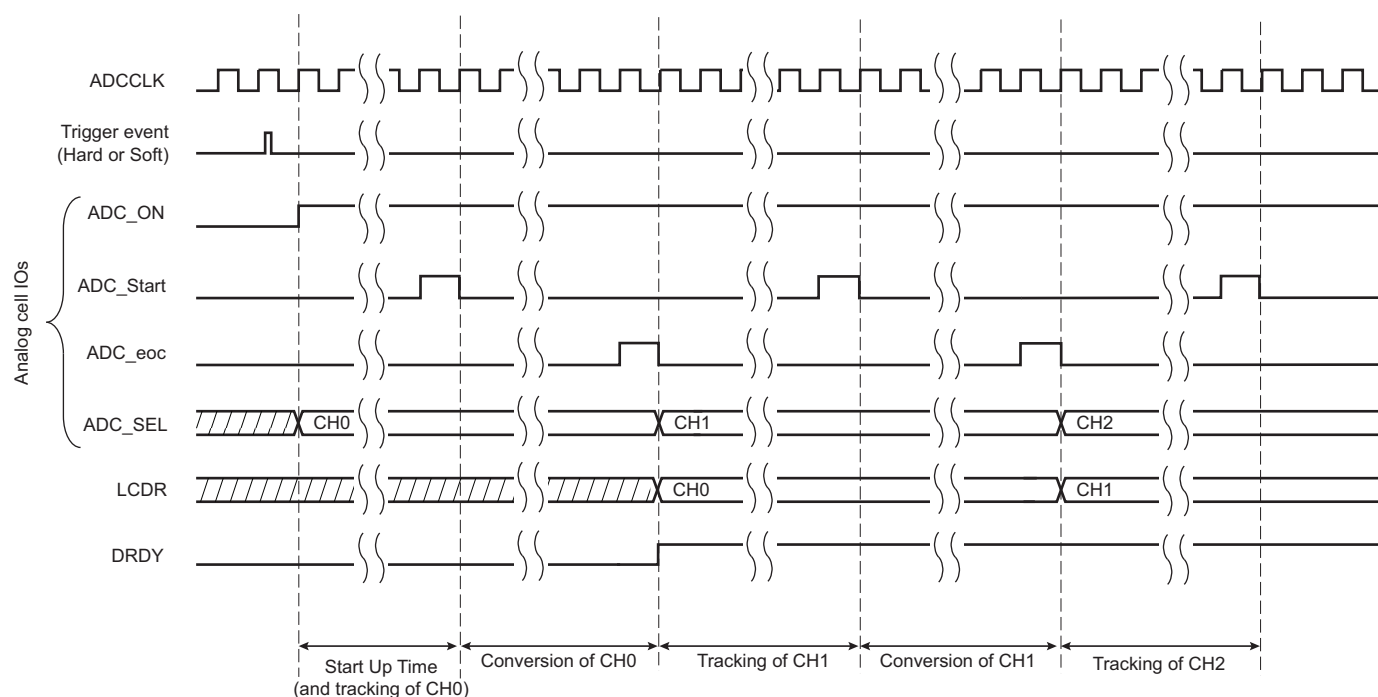 ADCCLK
Trigger event
(Hard or Soft)
Analog cell IOs
ADC_ON
ADC_Start
ADC_eoc
ADC_SEL
CH0
CH1
CH2
LCDR
CH0
CH1
DRDY
Start Up Time
(and tracking of CH0)
Conversion of CH0
Tracking of CH1
Conversion of CH1
Tracking of CH2